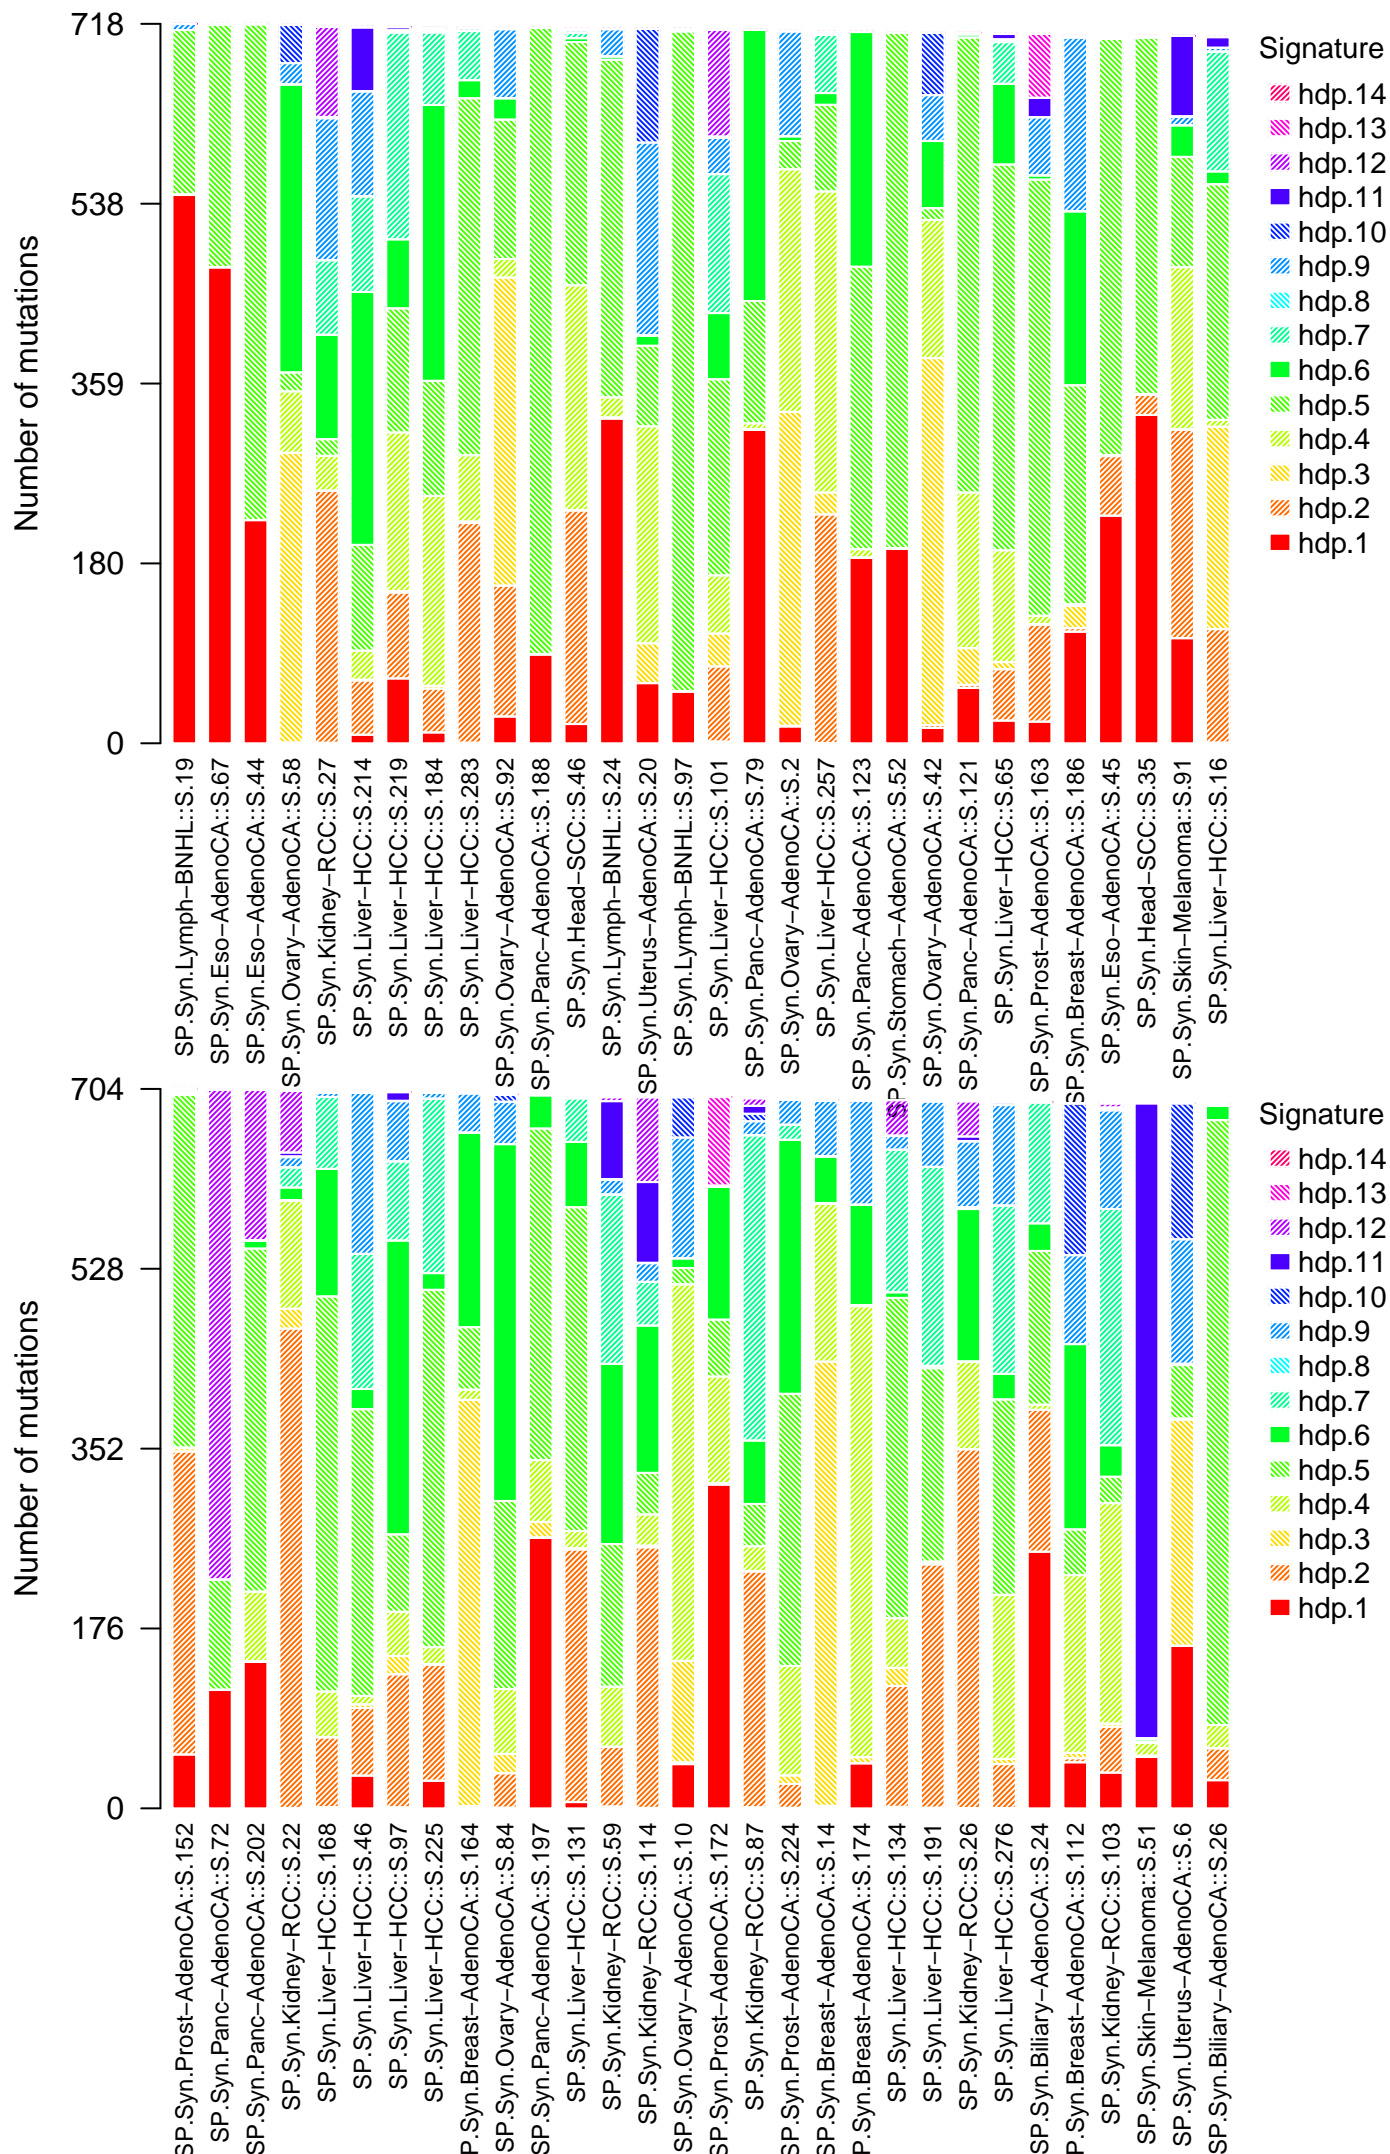 Number of mutations
718
538
359
180
0
Signature
hdp.14
hdp.13
hdp.12
hdp.11
hdp.10
hdp.9
hdp.8
hdp.7
hdp.6
hdp.5
hdp.4
hdp.3
hdp.2
hdp.1
SP.Syn.Lymph−BNHL::S.19
SP.Syn.Eso−AdenoCA::S.67
SP.Syn.Eso−AdenoCA::S.44
SP.Syn.Ovary−AdenoCA::S.58
SP.Syn.Kidney−RCC::S.27
SP.Syn.Liver−HCC::S.214
SP.Syn.Liver−HCC::S.219
SP.Syn.Liver−HCC::S.184
SP.Syn.Liver−HCC::S.283
SP.Syn.Ovary−AdenoCA::S.92
SP.Syn.Panc−AdenoCA::S.188
SP.Syn.Head−SCC::S.46
SP.Syn.Lymph−BNHL::S.24
SP.Syn.Uterus−AdenoCA::S.20
SP.Syn.Lymph−BNHL::S.97
SP.Syn.Liver−HCC::S.101
SP.Syn.Panc−AdenoCA::S.79
SP.Syn.Ovary−AdenoCA::S.2
SP.Syn.Liver−HCC::S.257
SP.Syn.Panc−AdenoCA::S.123
SP.Syn.Stomach−AdenoCA::S.52
SP.Syn.Ovary−AdenoCA::S.42
SP.Syn.Panc−AdenoCA::S.121
SP.Syn.Liver−HCC::S.65
SP.Syn.Prost−AdenoCA::S.163
SP.Syn.Breast−AdenoCA::S.186
SP.Syn.Eso−AdenoCA::S.45
SP.Syn.Head−SCC::S.35
SP.Syn.Skin−Melanoma::S.91
SP.Syn.Liver−HCC::S.16
Number of mutations
704
528
352
176
0
Signature
hdp.14
hdp.13
hdp.12
hdp.11
hdp.10
hdp.9
hdp.8
hdp.7
hdp.6
hdp.5
hdp.4
hdp.3
hdp.2
hdp.1
SP.Syn.Prost−AdenoCA::S.152
SP.Syn.Panc−AdenoCA::S.72
SP.Syn.Panc−AdenoCA::S.202
SP.Syn.Kidney−RCC::S.22
SP.Syn.Liver−HCC::S.168
SP.Syn.Liver−HCC::S.46
SP.Syn.Liver−HCC::S.97
SP.Syn.Liver−HCC::S.225
SP.Syn.Breast−AdenoCA::S.164
SP.Syn.Ovary−AdenoCA::S.84
SP.Syn.Panc−AdenoCA::S.197
SP.Syn.Liver−HCC::S.131
SP.Syn.Kidney−RCC::S.59
SP.Syn.Kidney−RCC::S.114
SP.Syn.Ovary−AdenoCA::S.10
SP.Syn.Prost−AdenoCA::S.172
SP.Syn.Kidney−RCC::S.87
SP.Syn.Prost−AdenoCA::S.224
SP.Syn.Breast−AdenoCA::S.14
SP.Syn.Breast−AdenoCA::S.174
SP.Syn.Liver−HCC::S.134
SP.Syn.Liver−HCC::S.191
SP.Syn.Kidney−RCC::S.26
SP.Syn.Liver−HCC::S.276
SP.Syn.Biliary−AdenoCA::S.24
SP.Syn.Breast−AdenoCA::S.112
SP.Syn.Kidney−RCC::S.103
SP.Syn.Skin−Melanoma::S.51
SP.Syn.Uterus−AdenoCA::S.6
SP.Syn.Biliary−AdenoCA::S.26